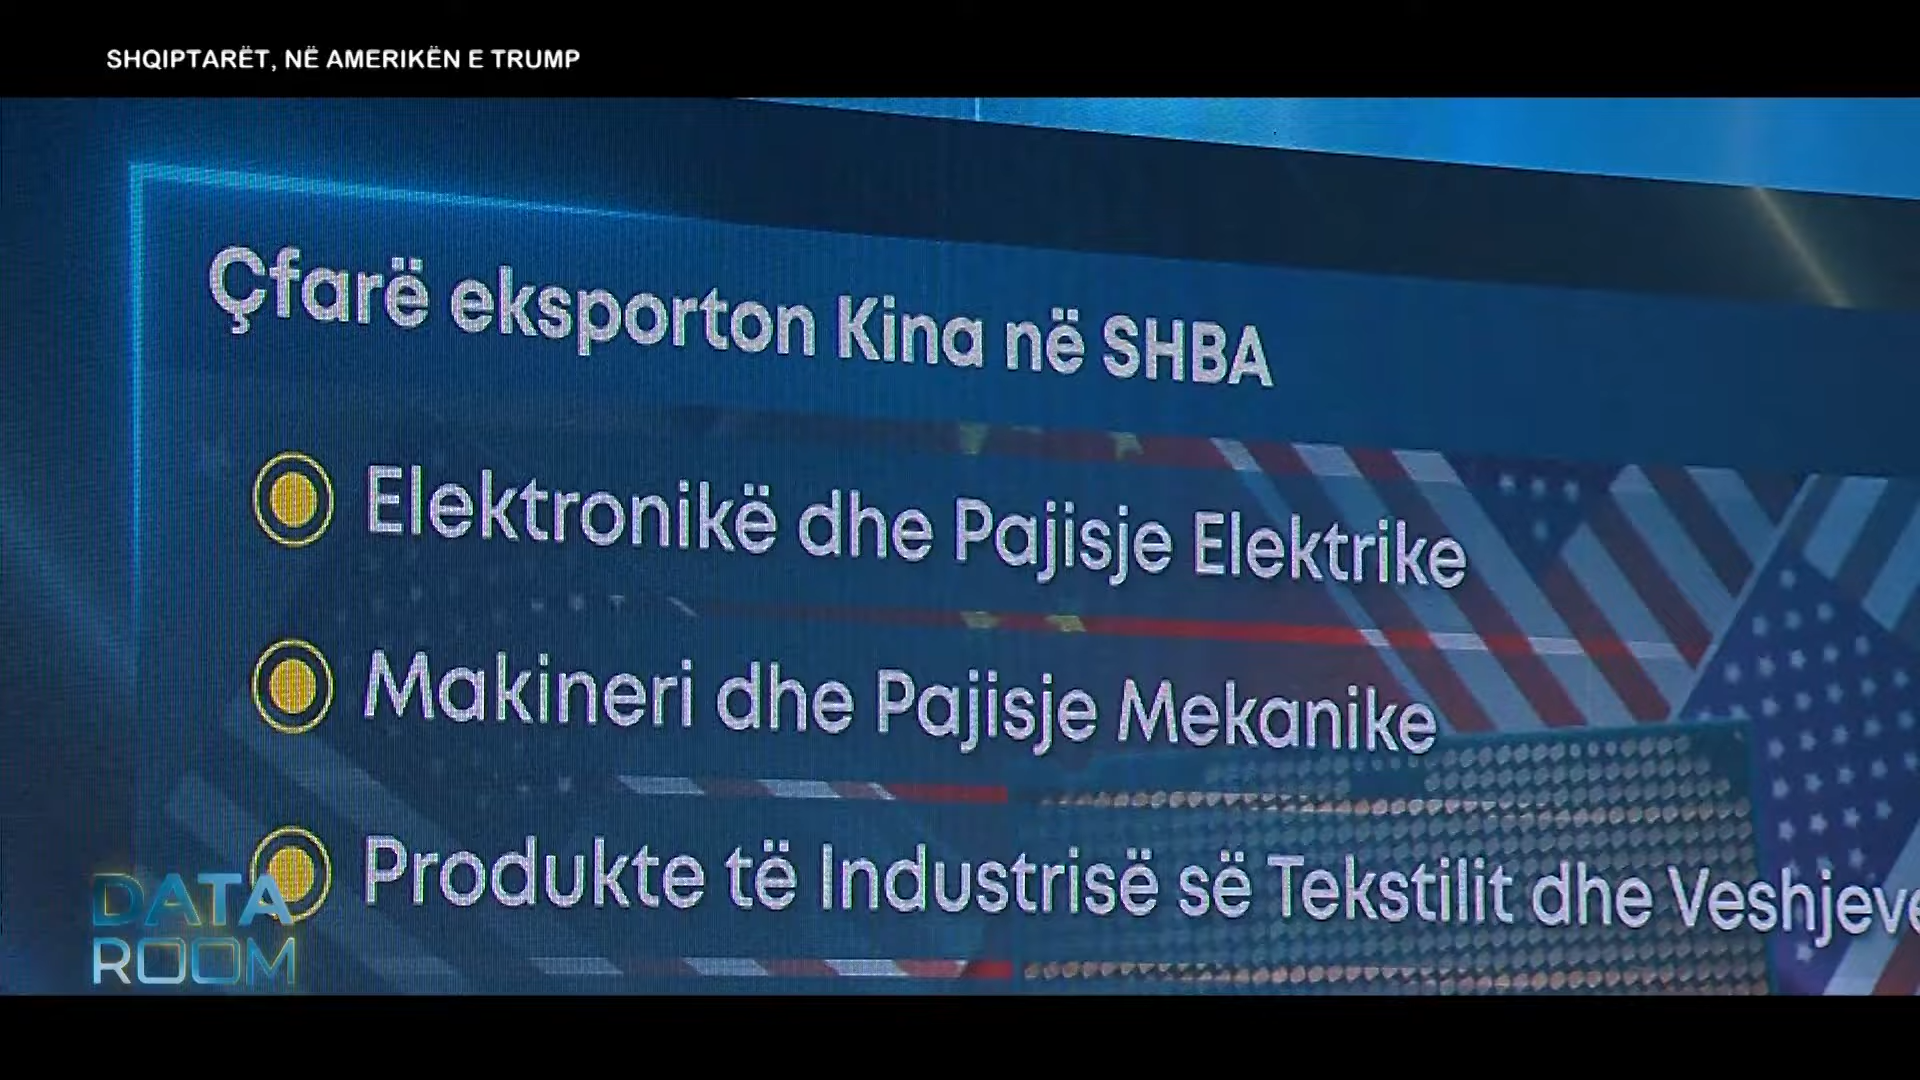 SHQIPTARËT, NË AMERIKËN E TRUMP
Çfarë eksporton Kina në SHBA
Elektronikë dhe Pajisje Elektrike
Makineri dhe Pajisje Mekanike
Produkte të Industrisë së Tekstilit dhe Veshjeve
DATA
ROOM